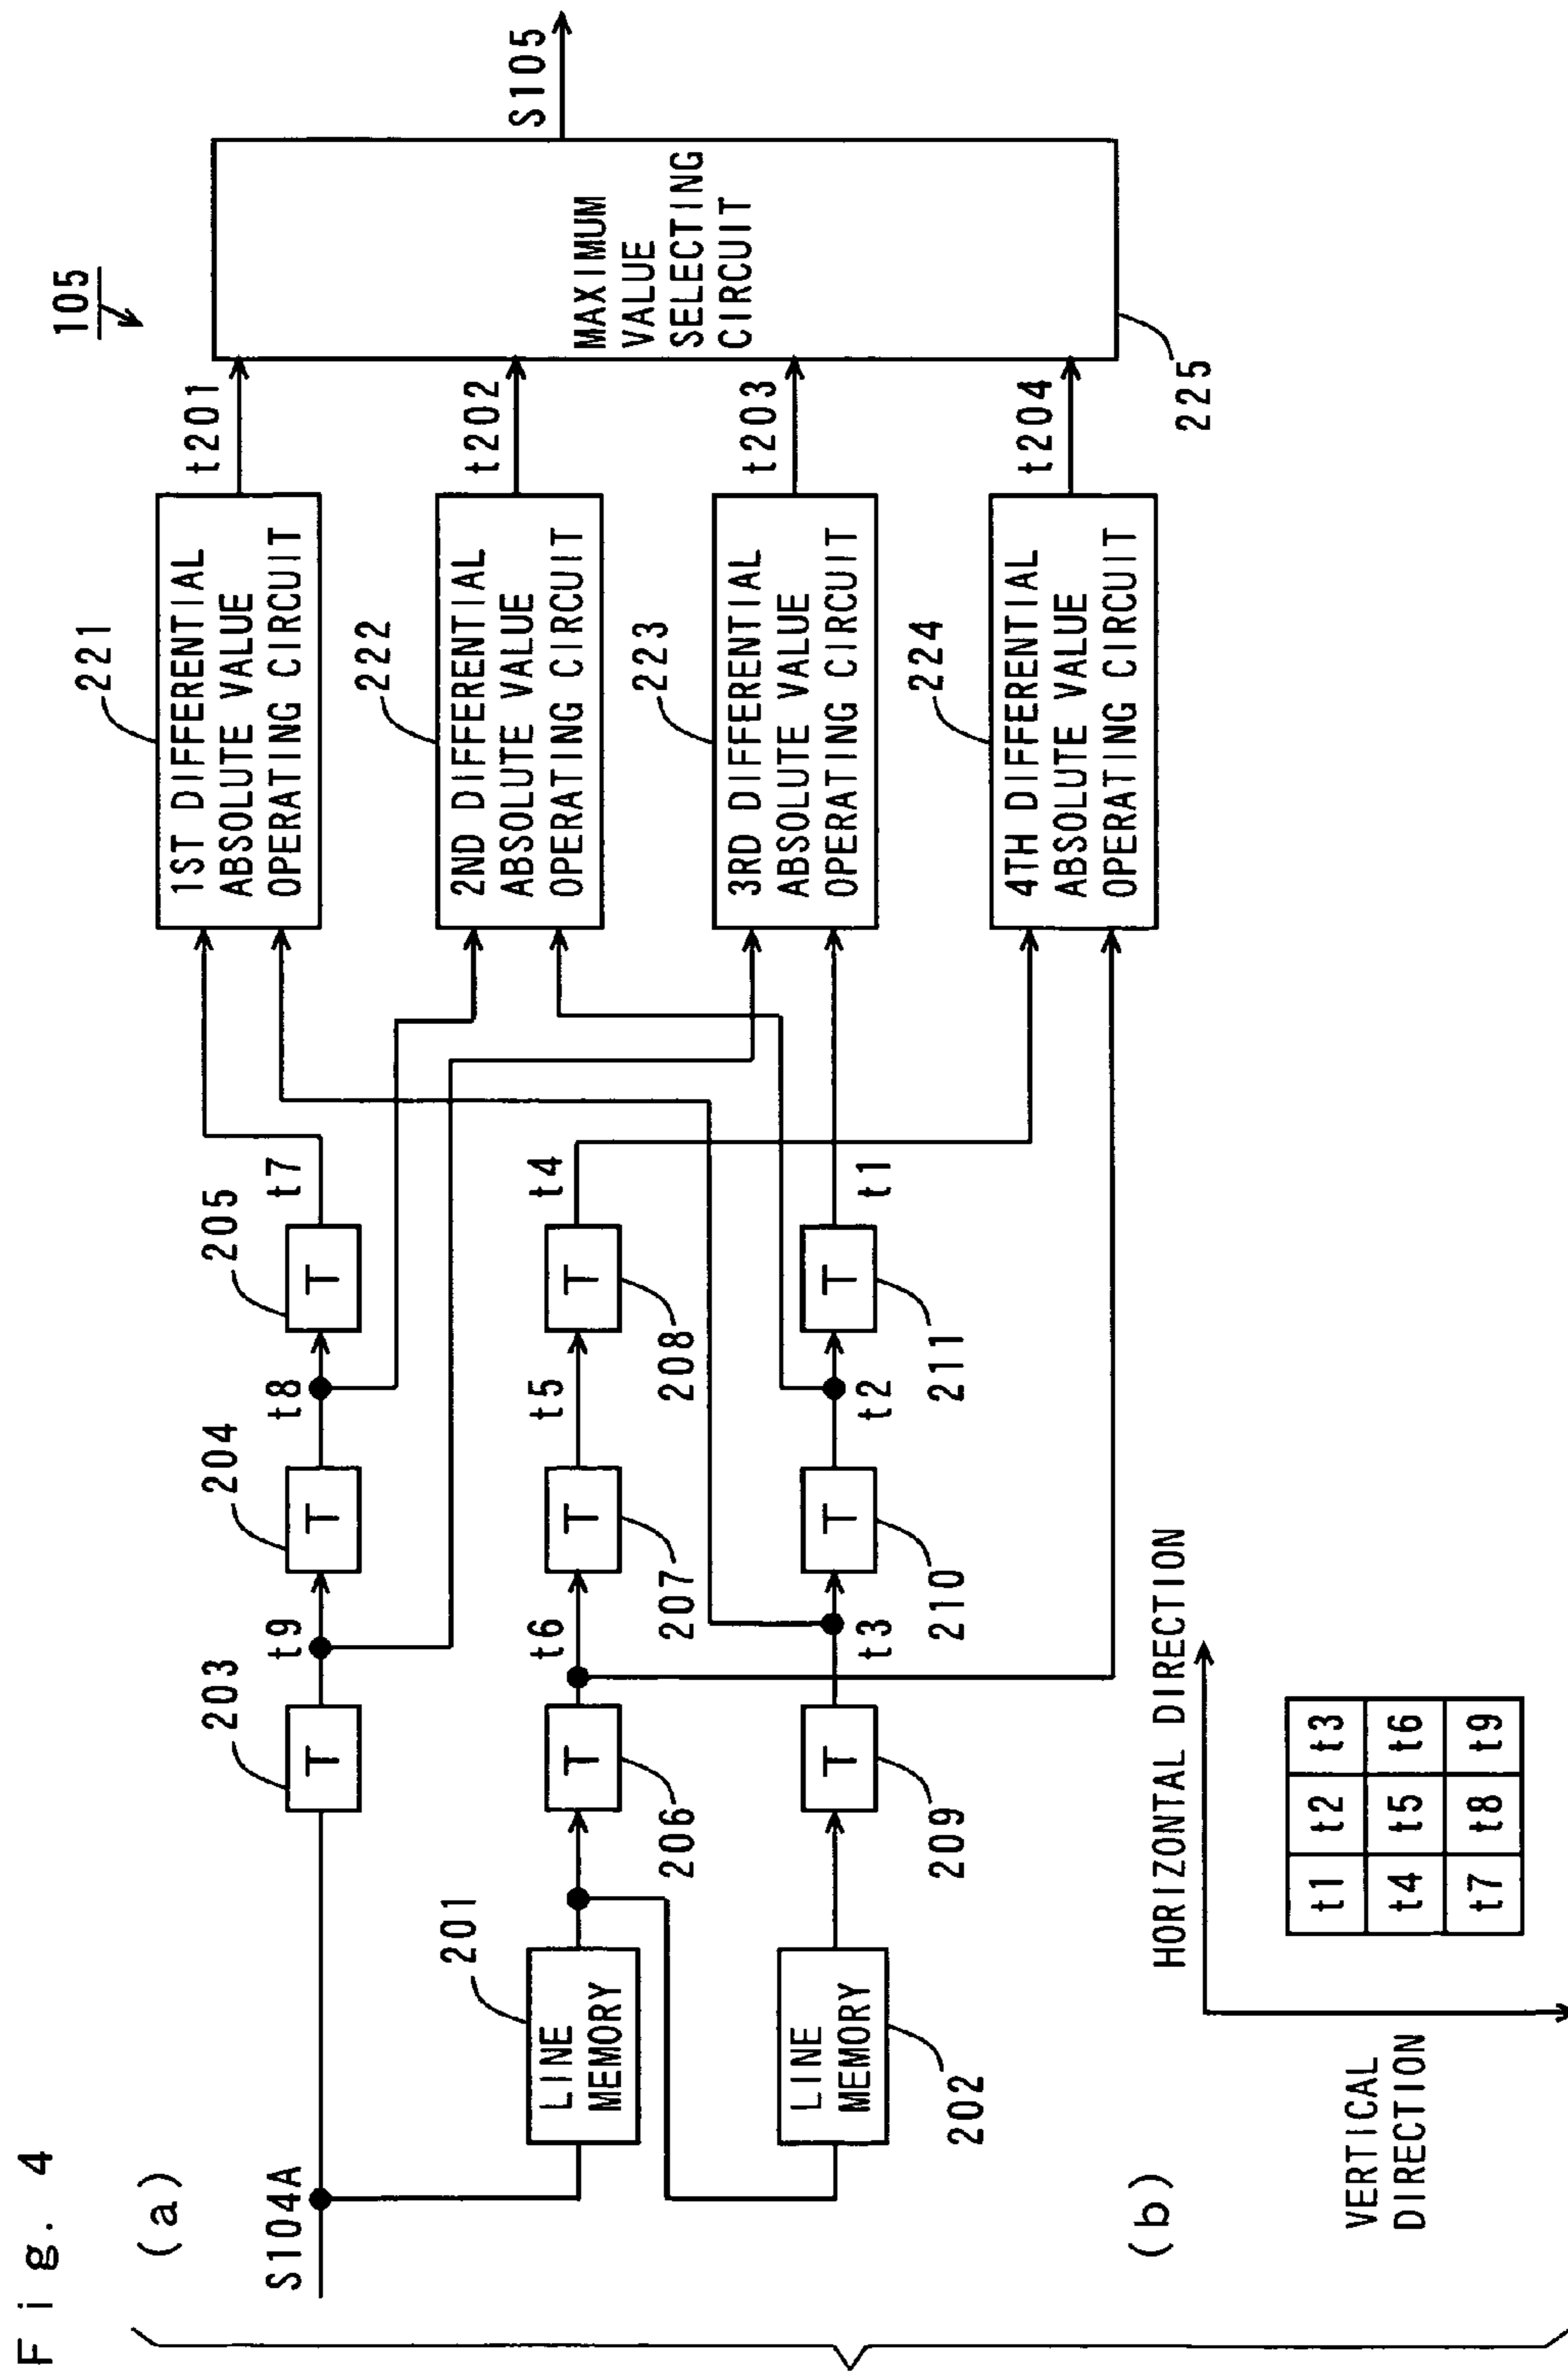 Fig. 4
(a)
105
S104A
203
T
t9
204
T
t8
205
T
t7
221
1ST DIFFERENTIAL
ABSOLUTE VALUE
OPERATING CIRCUIT
t201
201
LINE
MEMORY
206
T
t6
207
T
t5
208
T
t4
222
2ND DIFFERENTIAL
ABSOLUTE VALUE
OPERATING CIRCUIT
t202
202
LINE
MEMORY
209
T
t3
210
T
t2
211
T
t1
223
3RD DIFFERENTIAL
ABSOLUTE VALUE
OPERATING CIRCUIT
t203
224
4TH DIFFERENTIAL
ABSOLUTE VALUE
OPERATING CIRCUIT
t204
MAXIMUM
VALUE
SELECTING
CIRCUIT
225
S105
(b)
HORIZONTAL DIRECTION
VERTICAL
DIRECTION
t1 t2 t3
t4 t5 t6
t7 t8 t9